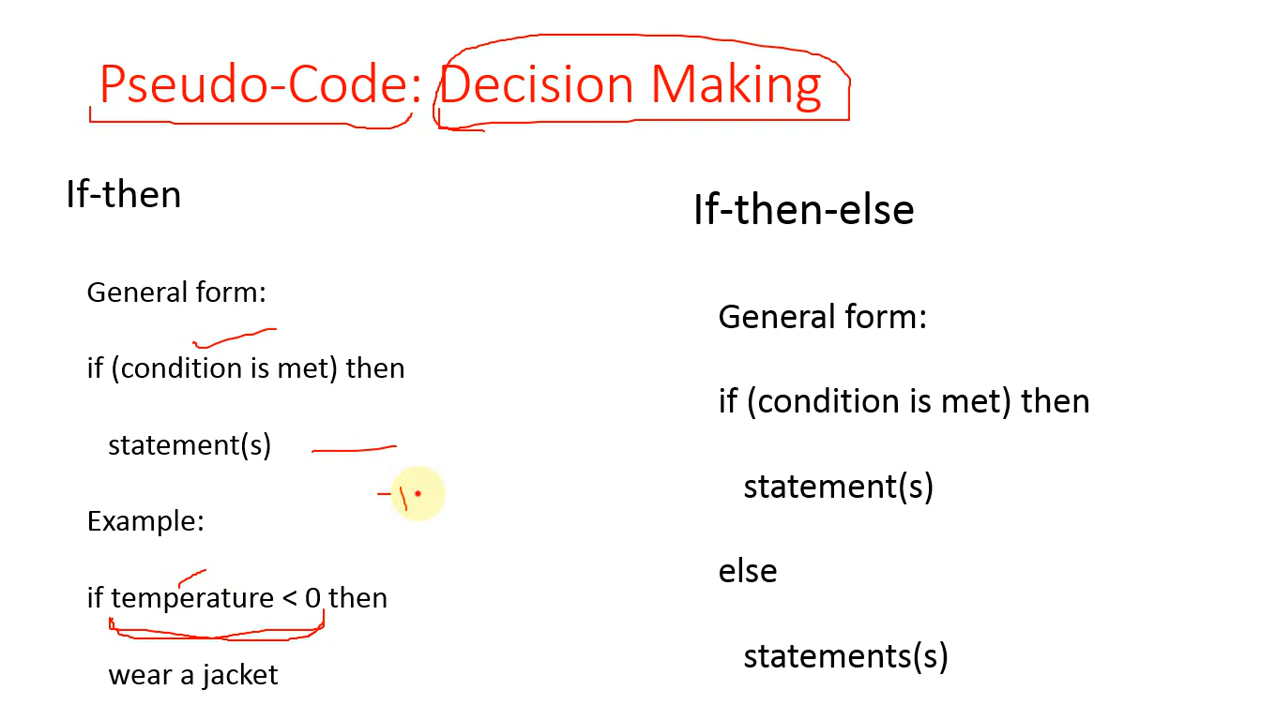 Pseudo-Code: Decision Making
If-then
General form:
if (condition is met) then
statement(s)
Example:
if temperature < 0 then
wear a jacket
If-then-else
General form:
if (condition is met) then
statement(s)
else
statements(s)